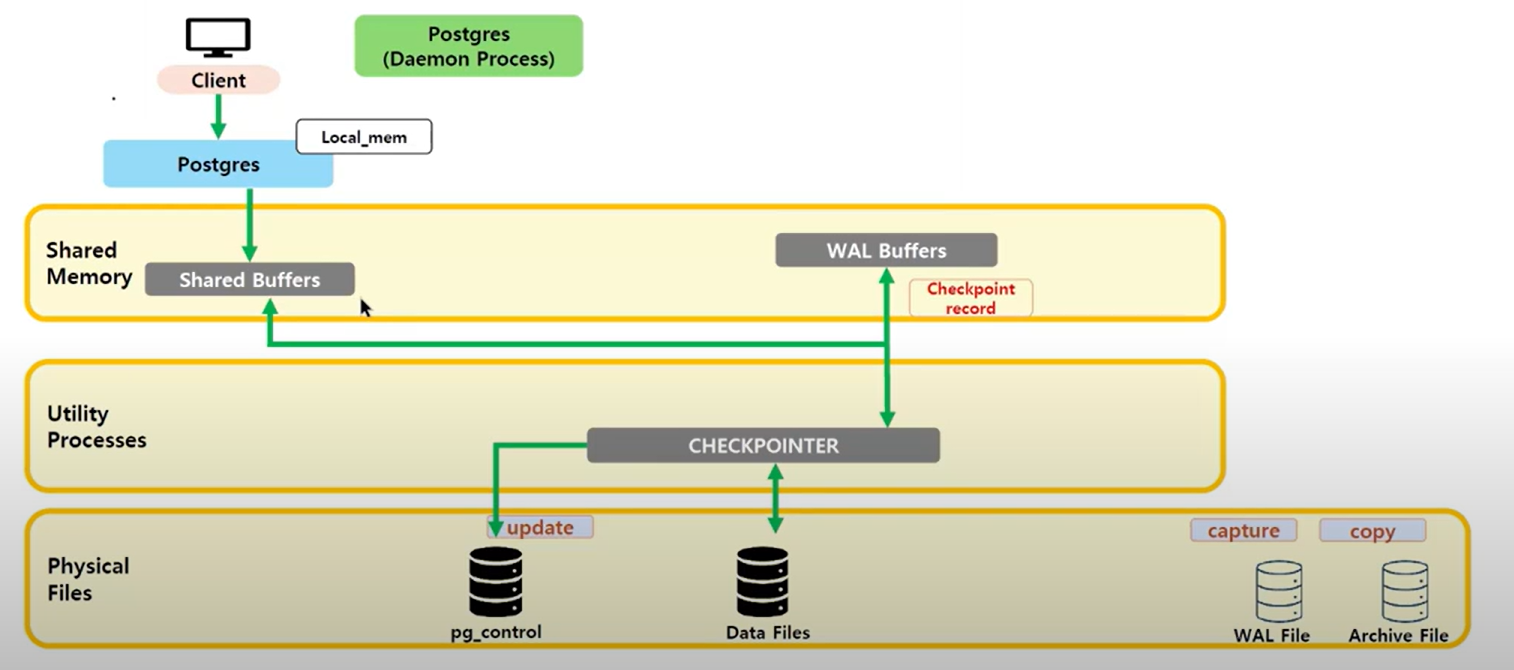 Postgres
(Daemon Process)
Client
Local_mem
Postgres
Shared
Memory
WAL Buffers
Shared Buffers
Checkpoint
record
Utility
Processes
CHECKPOINTER
update
capture
copy
Physical
Files
pg_control
Data Files
WAL File
Archive File